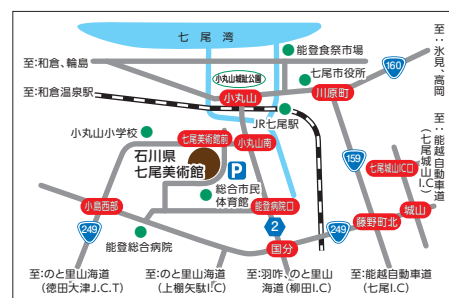 七尾湾
能登食祭市場
至:和倉、輪島
小丸山城址公園
七尾市役所
160
至:氷見、高岡
至:和倉温泉駅
小丸山
川原町
JR七尾駅
小丸山小学校
七尾美術館前
小丸山南
石川県
七尾美術館
P
159
七尾城山IC口
至:能越自動車道
(七尾城山I.C)
総合市民
体育館
小島西部
能登病院口
城山
249
能登総合病院
2
国分
249
藤野町北
至:のと里山海道
(徳田大津J.C.T)
至:のと里山海道
(上棚矢駄I.C)
至:羽咋、のと里山
海道(柳田I.C)
至:能越自動車道
(七尾I.C)